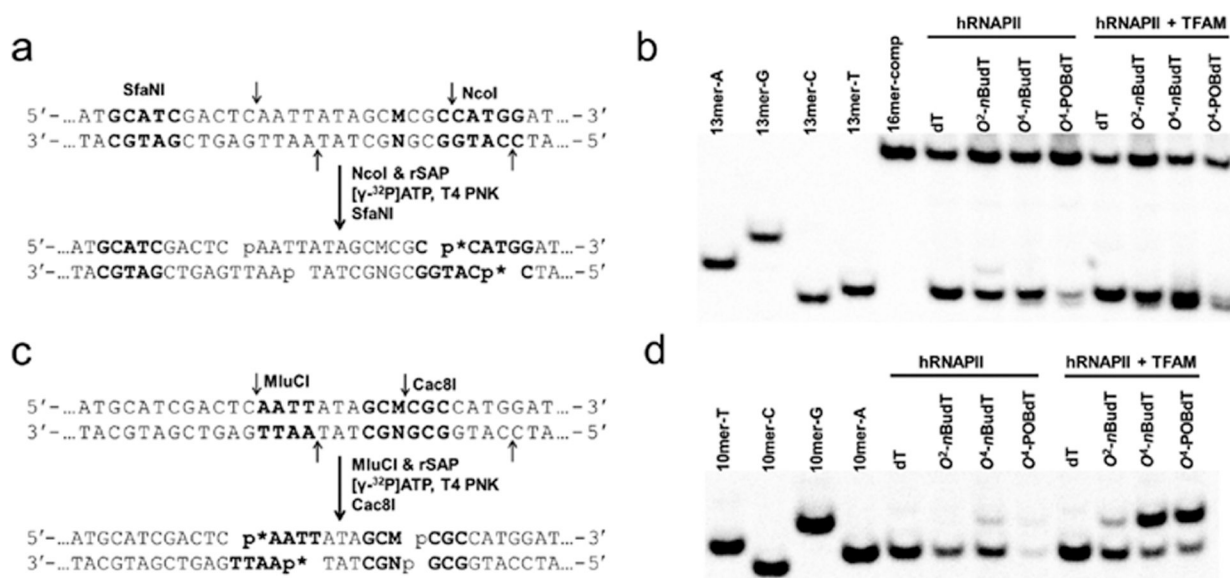 a
SfaNI
NcoI
5′-…ATGCATCGACTCAATTATAGCMCGCCATGGAT…-3′
3′-…TACGTAGCTGAGTTAATATCGNGCGGTACCTA…-5′
NcoI & rSAP
[γ-³²P]ATP, T4 PNK
SfaNI
5′-…ATGCATCGACTC pAATTATAGCMCGC p*CATGGAT…-3′
3′-…TACGTAGCTGAGTTAAp TATCGNGCGGTACp* CTA…-5′
b
hRNAPII
hRNAPII + TFAM
13mer-A
13mer-G
13mer-C
13mer-T
16mer-comp
dT
O²-nBudT
O⁴-nBudT
O⁴-POBdT
dT
O²-nBudT
O⁴-nBudT
O⁴-POBdT
c
MluCI
Cac8I
5′-…ATGCATCGACTCAATTATAGCMCGCCATGGAT…-3′
3′-…TACGTAGCTGAGTTAATATCGNGCGGTACCTA…-5′
MluCI & rSAP
[γ-³²P]ATP, T4 PNK
Cac8I
5′-…ATGCATCGACTC p*AATTATAGCM pCGCCATGGAT…-3′
3′-…TACGTAGCTGAGTTAAp* TATCGNp GCGGTACCTA…-5′
d
hRNAPII
hRNAPII + TFAM
10mer-T
10mer-C
10mer-G
10mer-A
dT
O²-nBudT
O⁴-nBudT
O⁴-POBdT
dT
O²-nBudT
O⁴-nBudT
O⁴-POBdT